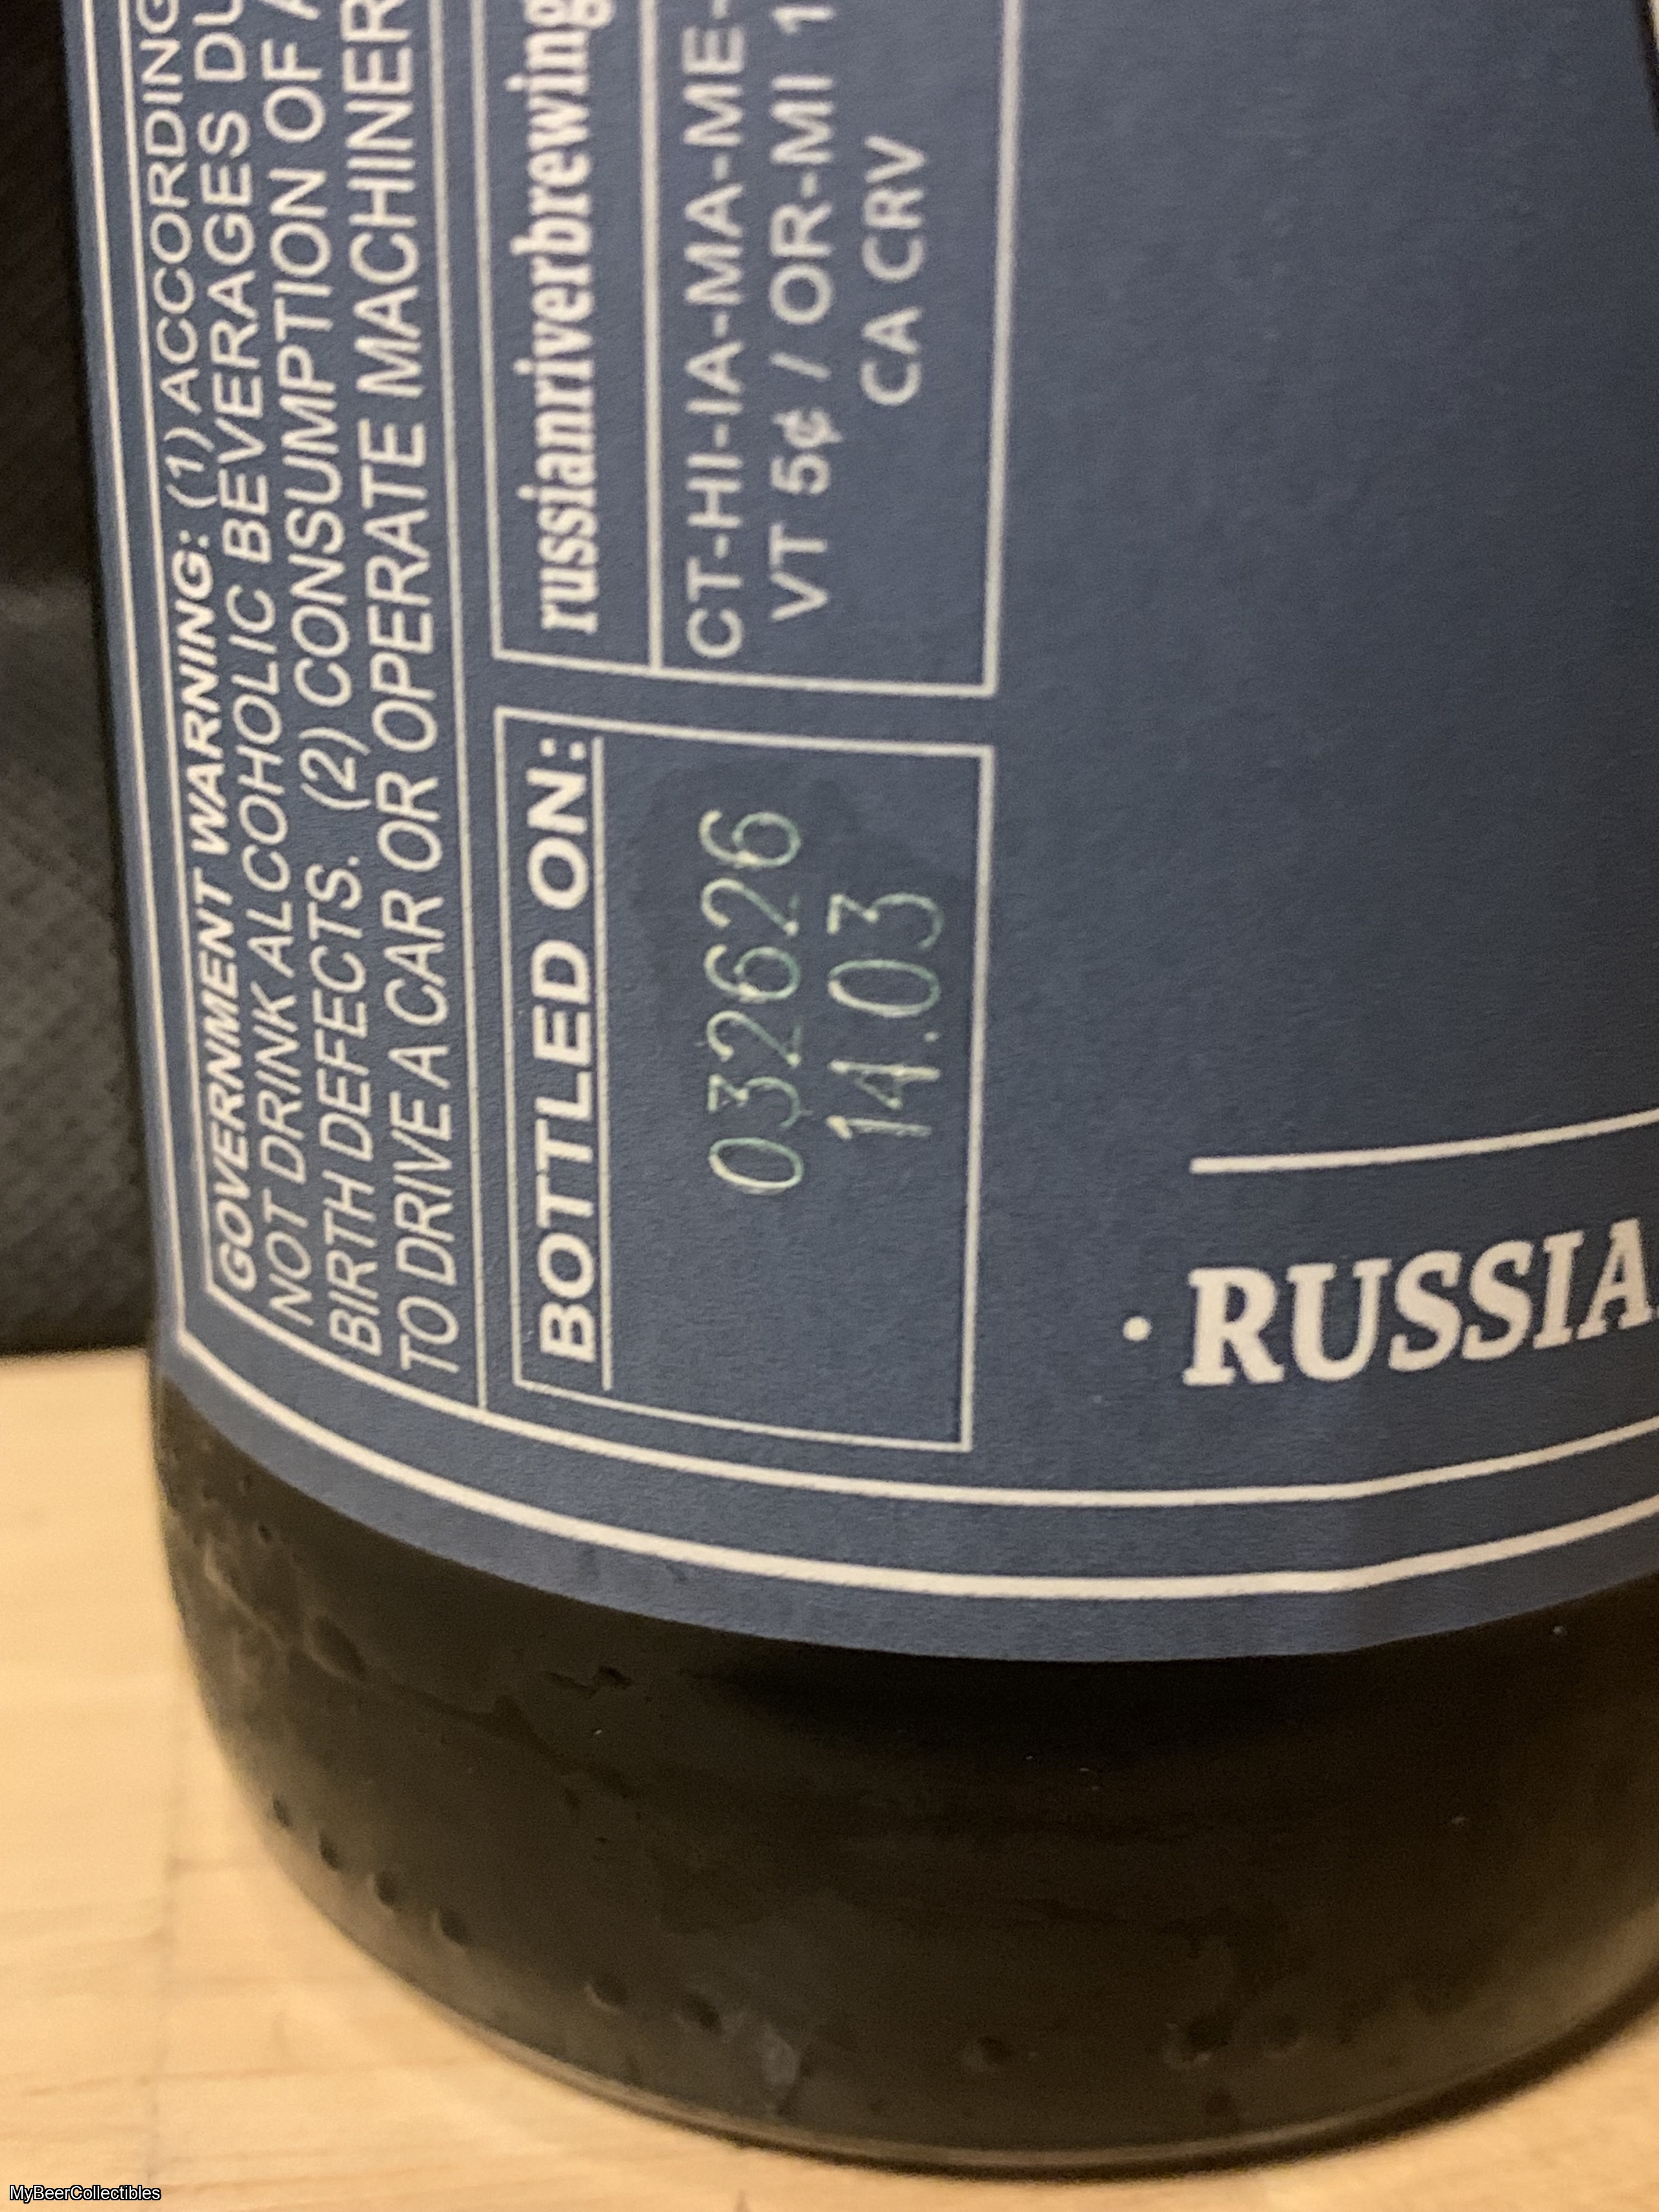 GOVERNMENT WARNING: (1) ACCORDING
NOT DRINK ALCOHOLIC BEVERAGES DU
BIRTH DEFECTS. (2) CONSUMPTION OF A
TO DRIVE A CAR OR OPERATE MACHINER
russianriverbrewing
CT-HI-IA-MA-ME-
VT 5¢ / OR-MI 1
CA CRV
BOTTLED ON:
032626
14.03
· RUSSIA
MyBeerCollectibles